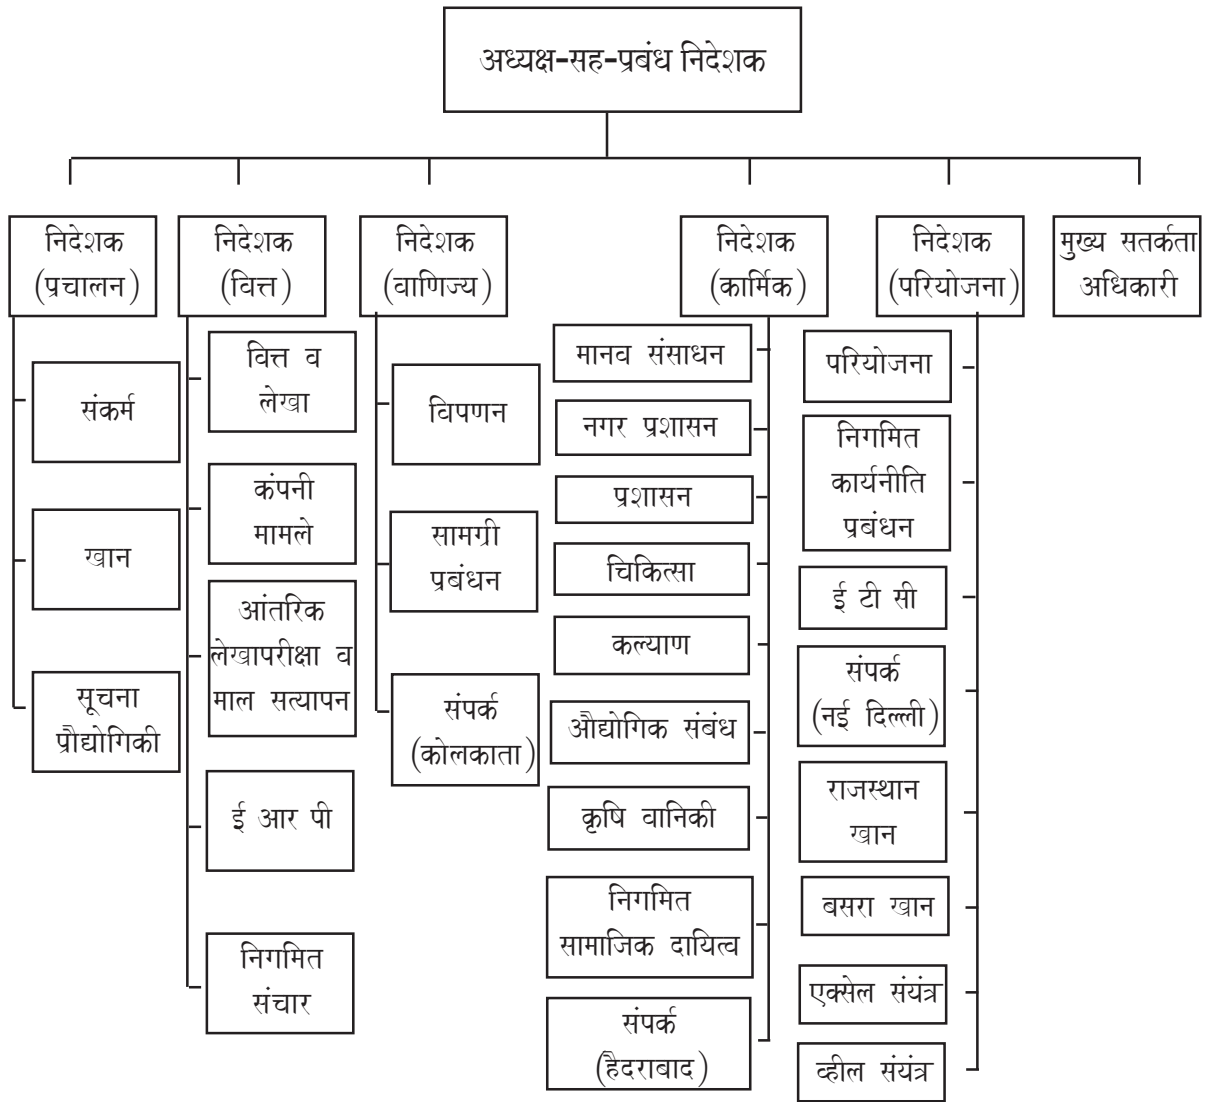 अध्यक्ष-सह-प्रबंध निदेशक
निदेशक
(प्रचालन)
संकर्म
खान
सूचना
प्रौद्योगिकी
निदेशक
(वित्त)
वित्त व
लेखा
कंपनी
मामले
आंतरिक
लेखापरीक्षा व
माल सत्यापन
ई आर पी
निगमित
संचार
निदेशक
(वाणिज्य)
विपणन
सामग्री
प्रबंधन
संपर्क
(कोलकाता)
निदेशक
(कार्मिक)
मानव संसाधन
नगर प्रशासन
प्रशासन
चिकित्सा
कल्याण
औद्योगिक संबंध
कृषि वानिकी
निगमित
सामाजिक दायित्व
संपर्क
(हैदराबाद)
निदेशक
(परियोजना)
परियोजना
निगमित
कार्यनीति
प्रबंधन
ई टी सी
संपर्क
(नई दिल्ली)
राजस्थान
खान
बसरा खान
एक्सेल संयंत्र
व्हील संयंत्र
मुख्य सतर्कता
अधिकारी